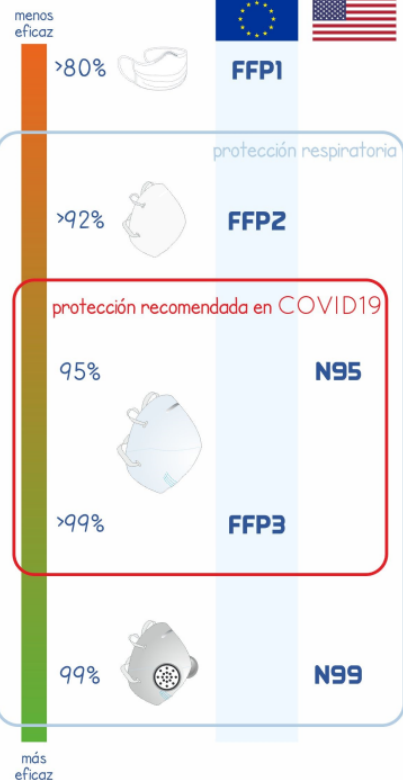 menos
eficaz
>80%
FFP1
protección respiratoria
>92%
FFP2
protección recomendada en COVID19
95%
N95
>99%
FFP3
99%
N99
más
eficaz